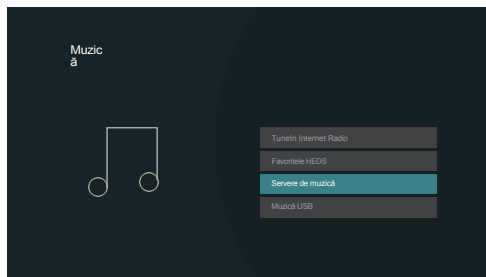 Muzic
ă
TuneIn Internet Radio
Favoritele HEOS
Servere de muzică
Muzică USB